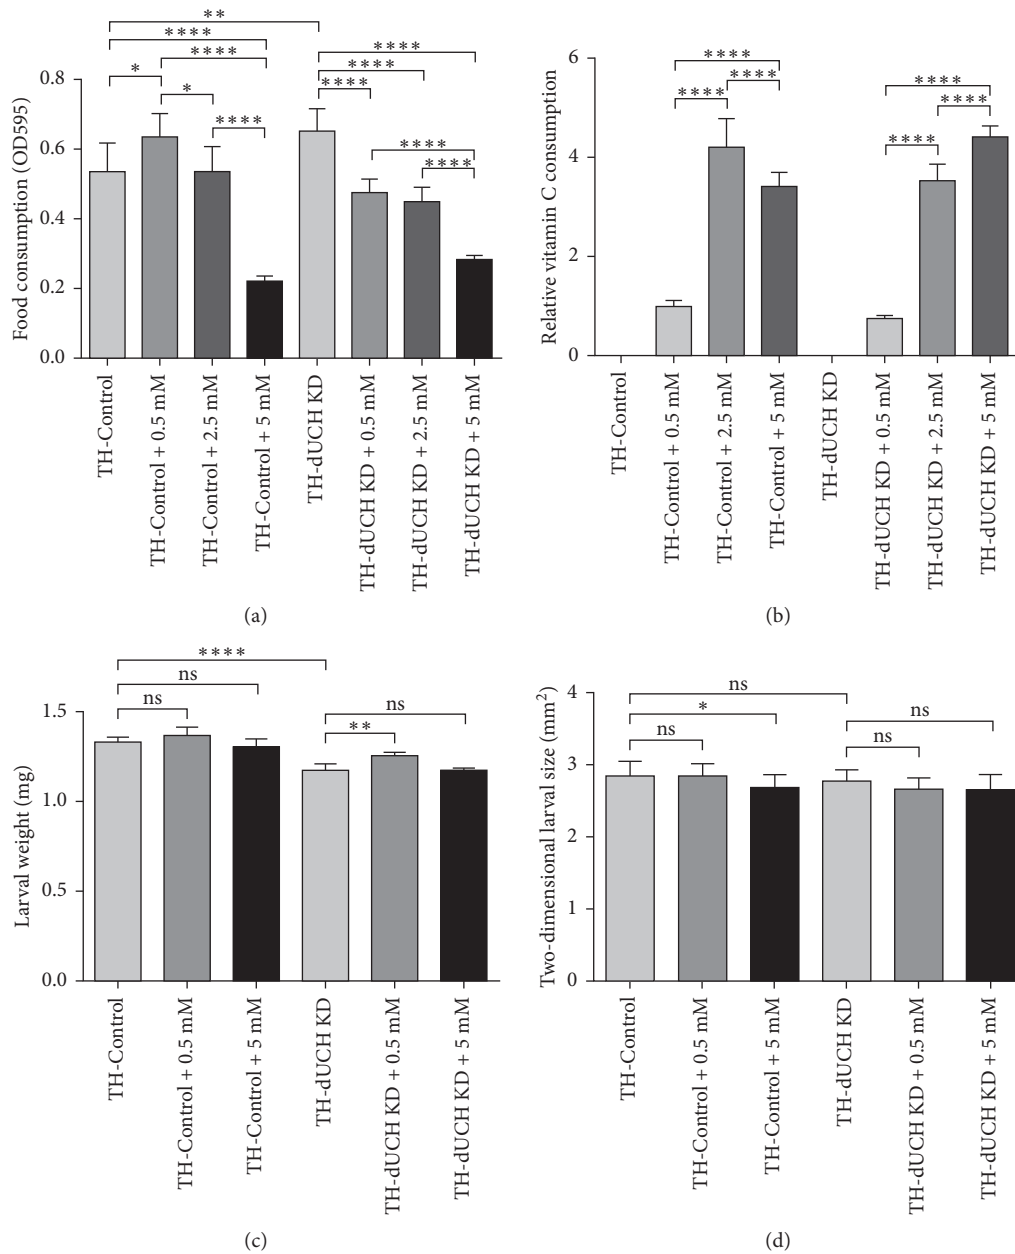 **
****
****
*
*
****
****
****
****
****
****
Food consumption (OD595)
0.8
0.6
0.4
0.2
0.0
TH-Control
TH-Control + 0.5 mM
TH-Control + 2.5 mM
TH-Control + 5 mM
TH-dUCH KD
TH-dUCH KD + 0.5 mM
TH-dUCH KD + 2.5 mM
TH-dUCH KD + 5 mM
(a)
****
****
****
****
****
****
Relative vitamin C consumption
6
4
2
0
TH-Control
TH-Control + 0.5 mM
TH-Control + 2.5 mM
TH-Control + 5 mM
TH-dUCH KD
TH-dUCH KD + 0.5 mM
TH-dUCH KD + 2.5 mM
TH-dUCH KD + 5 mM
(b)
****
ns
ns
ns
**
Larval weight (mg)
1.5
1.0
0.5
0.0
TH-Control
TH-Control + 0.5 mM
TH-Control + 5 mM
TH-dUCH KD
TH-dUCH KD + 0.5 mM
TH-dUCH KD + 5 mM
(c)
ns
*
ns
ns
ns
Two-dimensional larval size (mm²)
4
3
2
1
0
TH-Control
TH-Control + 0.5 mM
TH-Control + 5 mM
TH-dUCH KD
TH-dUCH KD + 0.5 mM
TH-dUCH KD + 5 mM
(d)